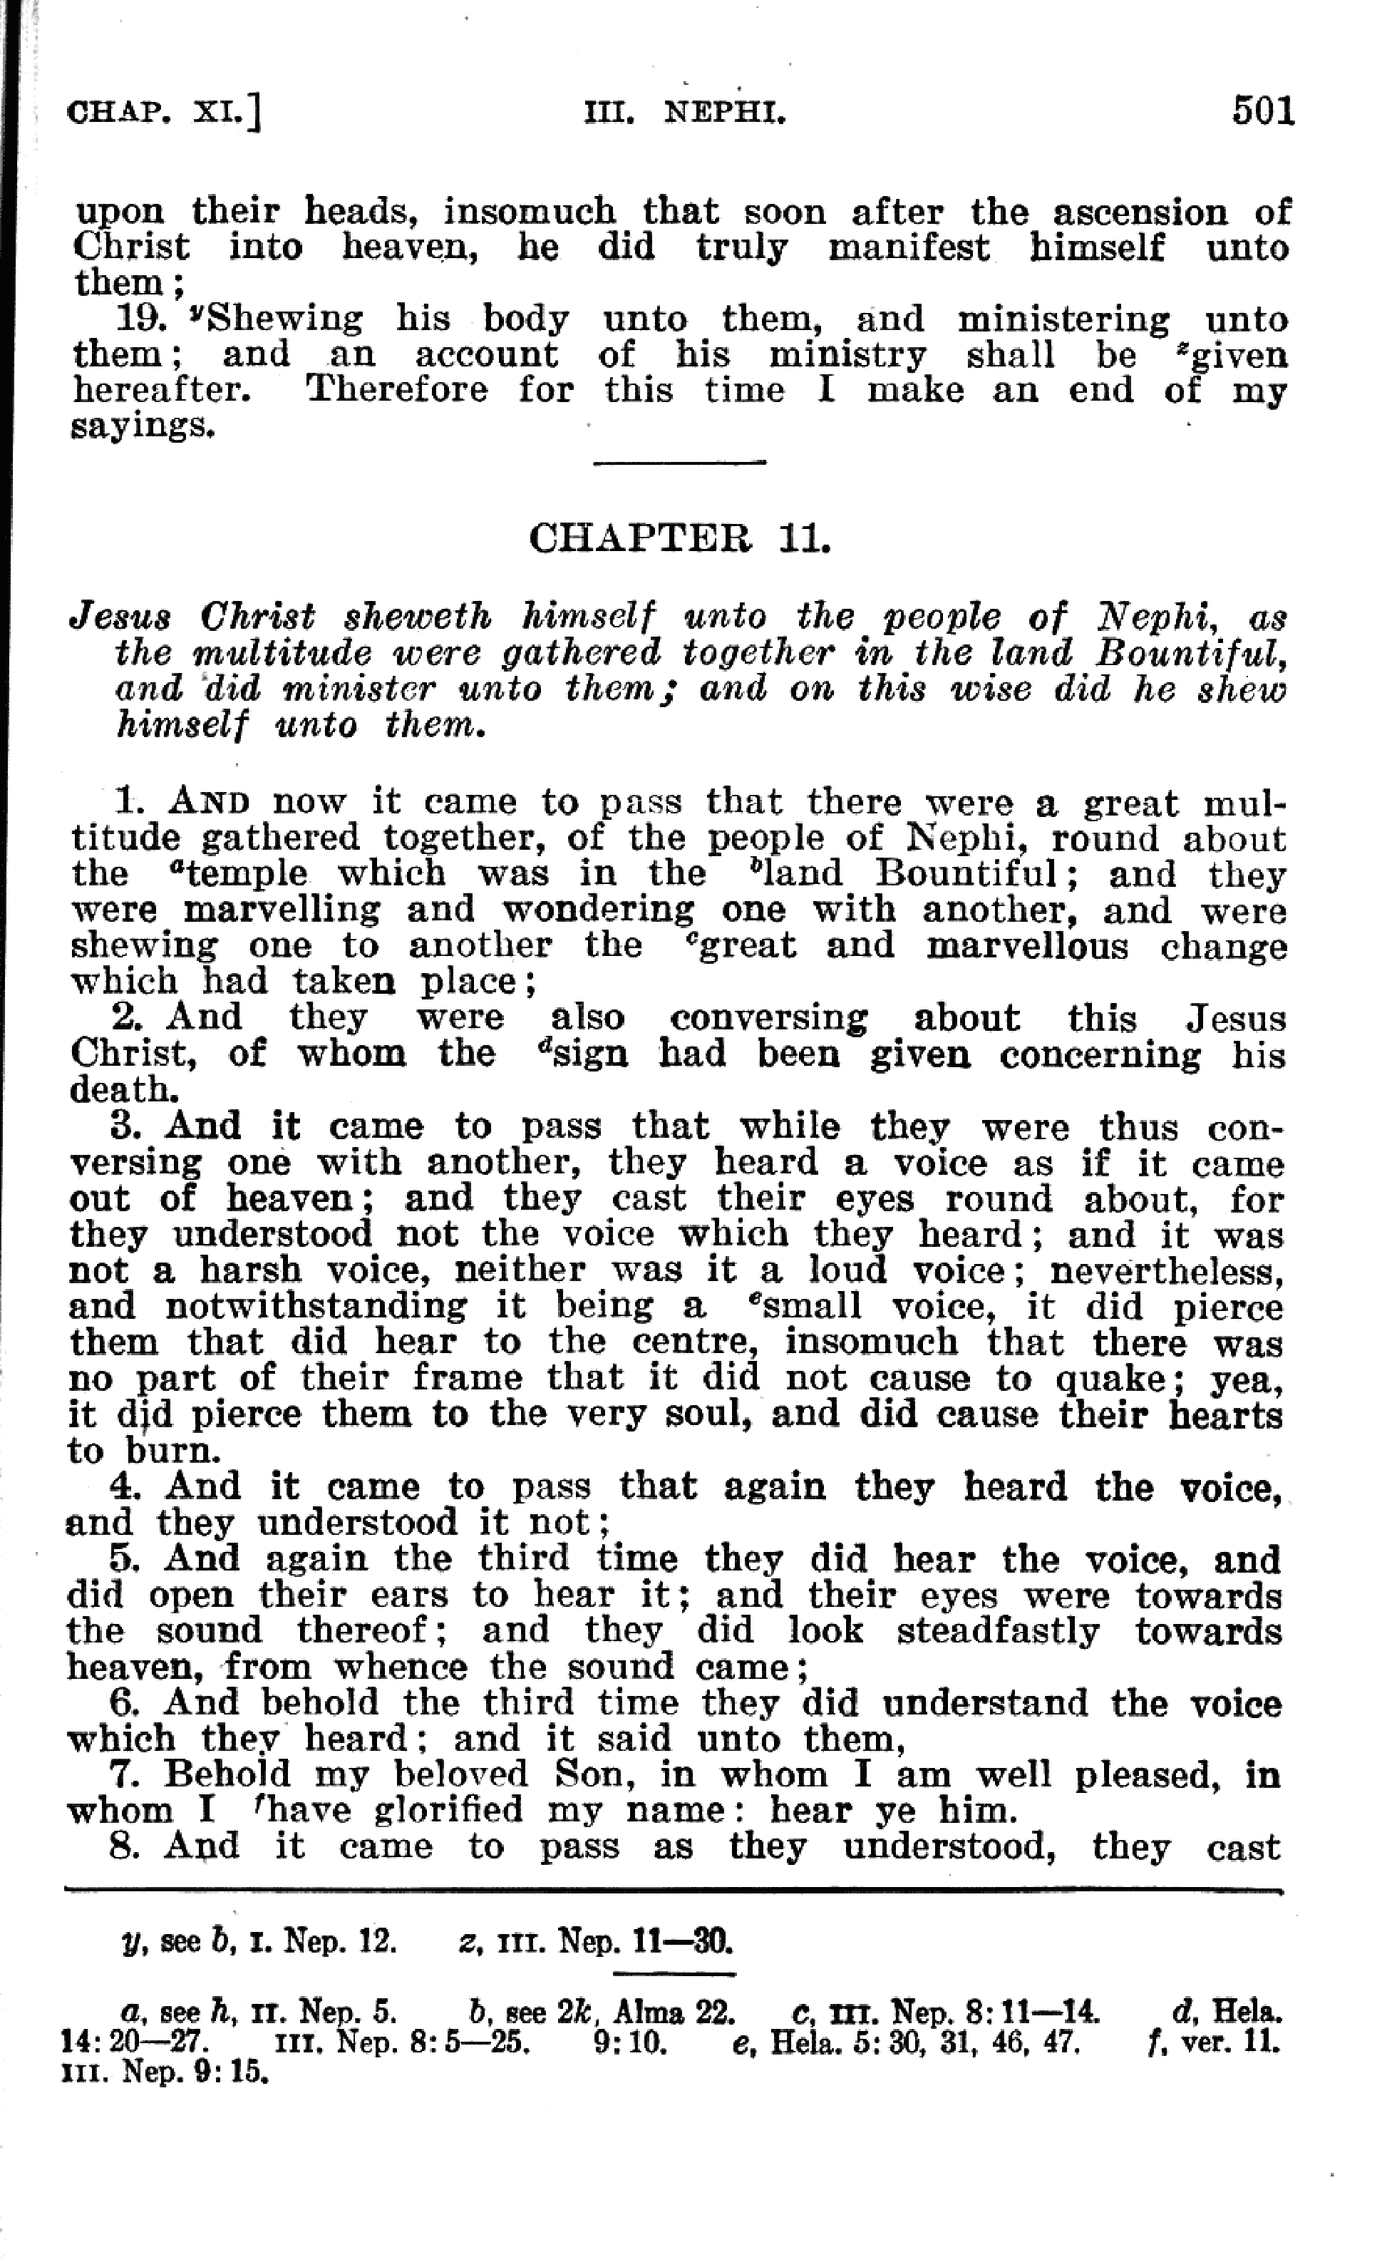 CHAP. XI.] III. NEPHI. 501
upon their heads, insomuch that soon after the ascension of
Christ into heaven, he did truly manifest himself unto
them;
19. yShewing his body unto them, and ministering unto
them; and an account of his ministry shall be zgiven
hereafter. Therefore for this time I make an end of my
sayings.
CHAPTER 11.
Jesus Christ sheweth himself unto the people of Nephi, as
the multitude were gathered together in the land Bountiful,
and did minister unto them; and on this wise did he shew
himself unto them.
1. AND now it came to pass that there were a great mul-
titude gathered together, of the people of Nephi, round about
the atemple which was in the bland Bountiful; and they
were marvelling and wondering one with another, and were
shewing one to another the cgreat and marvellous change
which had taken place;
2. And they were also conversing about this Jesus
Christ, of whom the dsign had been given concerning his
death.
3. And it came to pass that while they were thus con-
versing one with another, they heard a voice as if it came
out of heaven; and they cast their eyes round about, for
they understood not the voice which they heard; and it was
not a harsh voice, neither was it a loud voice; nevertheless,
and notwithstanding it being a esmall voice, it did pierce
them that did hear to the centre, insomuch that there was
no part of their frame that it did not cause to quake; yea,
it did pierce them to the very soul, and did cause their hearts
to burn.
4. And it came to pass that again they heard the voice,
and they understood it not;
5. And again the third time they did hear the voice, and
did open their ears to hear it; and their eyes were towards
the sound thereof; and they did look steadfastly towards
heaven, from whence the sound came;
6. And behold the third time they did understand the voice
which they heard; and it said unto them,
7. Behold my beloved Son, in whom I am well pleased, in
whom I fhave glorified my name: hear ye him.
8. And it came to pass as they understood, they cast
y, see b, I. Nep. 12. z, III. Nep. 11—30.
a, see h, II. Nep. 5. b, see 2k, Alma 22. c, III. Nep. 8:11—14. d, Hela.
14:20—27. III. Nep. 8:5—25. 9:10. e, Hela. 5:30, 31, 46, 47. f, ver. 11.
III. Nep. 9:15.